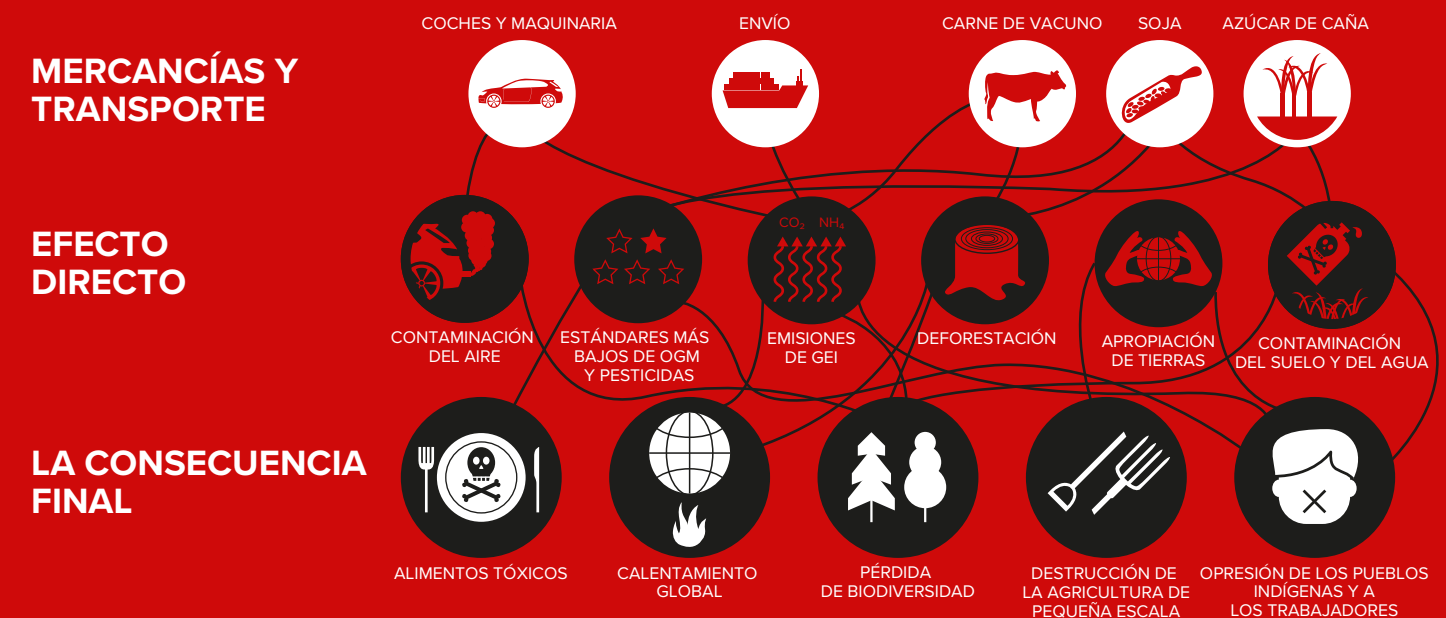 COCHES Y MAQUINARIA
ENVÍO
CARNE DE VACUNO
SOJA
AZÚCAR DE CAÑA
MERCANCÍAS Y
TRANSPORTE
EFECTO
DIRECTO
CO₂ NH₄
CONTAMINACIÓN
DEL AIRE
ESTÁNDARES MÁS
BAJOS DE OGM
Y PESTICIDAS
EMISIONES
DE GEI
DEFORESTACIÓN
APROPIACIÓN
DE TIERRAS
CONTAMINACIÓN
DEL SUELO Y DEL AGUA
LA CONSECUENCIA
FINAL
ALIMENTOS TÓXICOS
CALENTAMIENTO
GLOBAL
PÉRDIDA
DE BIODIVERSIDAD
DESTRUCCIÓN DE
LA AGRICULTURA DE
PEQUEÑA ESCALA
OPRESIÓN DE LOS PUEBLOS
INDÍGENAS Y A
LOS TRABAJADORES